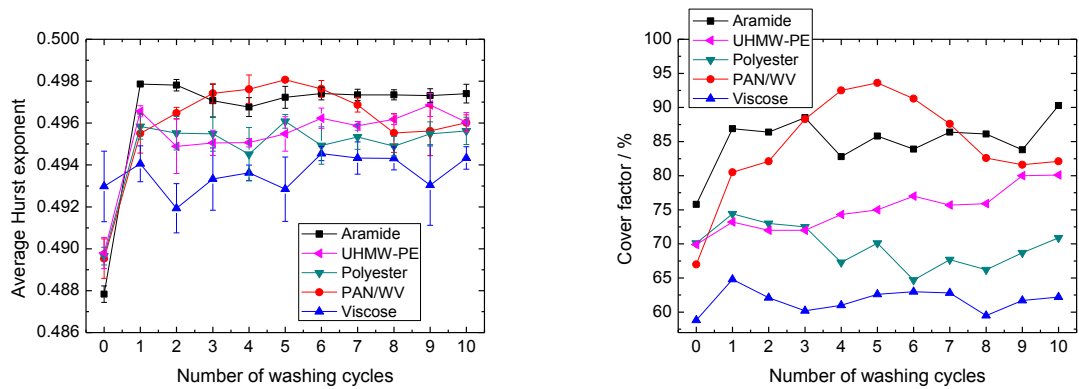 0.500
0.498
0.496
0.494
0.492
0.490
0.488
0.486
Average Hurst exponent
Aramide
UHMW-PE
Polyester
PAN/WV
Viscose
0 1 2 3 4 5 6 7 8 9 10
Number of washing cycles
Aramide
UHMW-PE
Polyester
PAN/WV
Viscose
100
95
90
85
80
75
70
65
60
Cover factor / %
0 1 2 3 4 5 6 7 8 9 10
Number of washing cycles